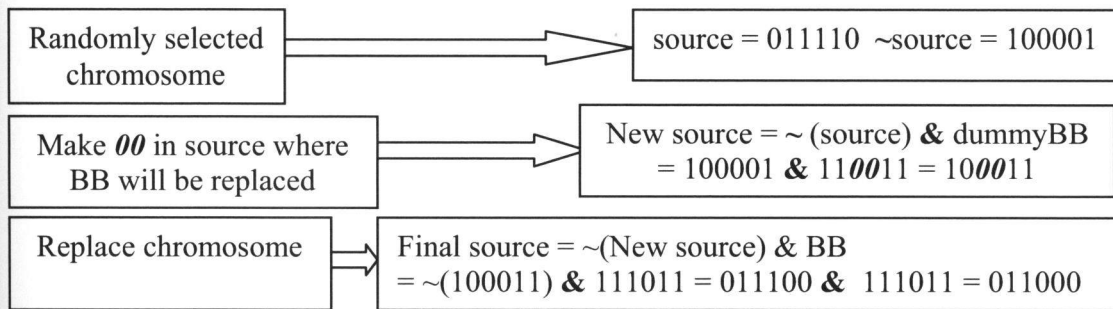 Randomly selected
chromosome
source = 011110 ~source = 100001
Make 00 in source where
BB will be replaced
New source = ~ (source) & dummyBB
= 100001 & 110011 = 100011
Replace chromosome
Final source = ~(New source) & BB
= ~(100011) & 111011 = 011100 & 111011 = 011000